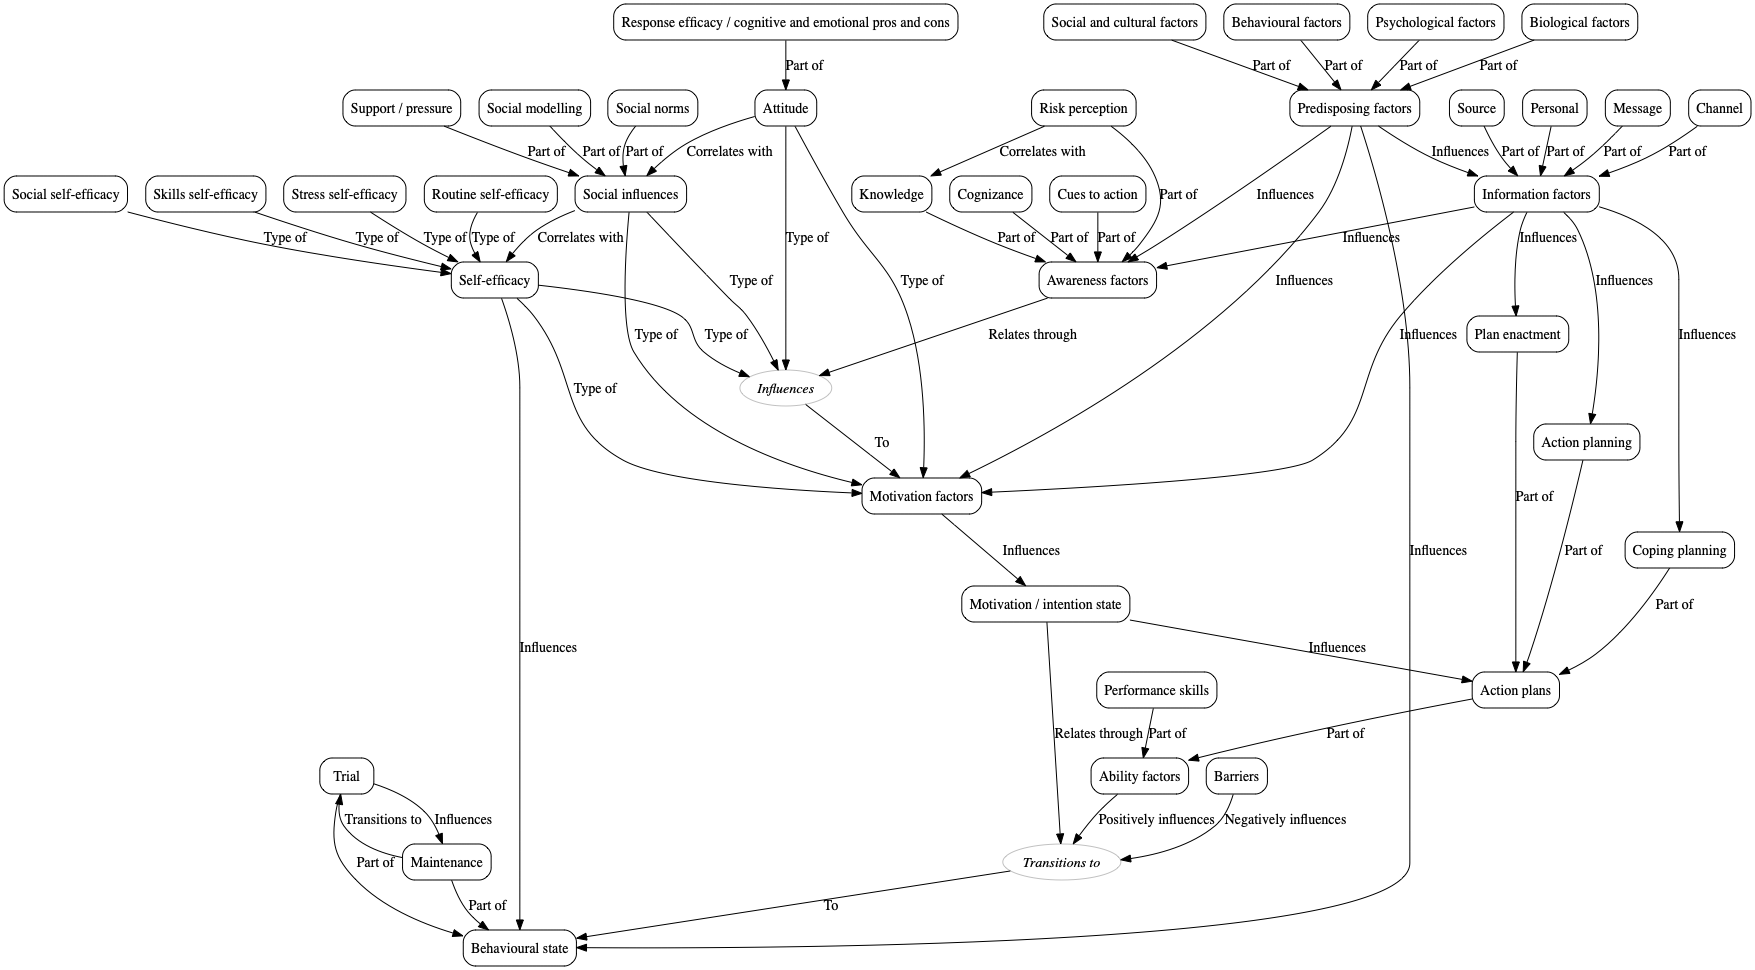 Response efficacy / cognitive and emotional pros and cons
Social and cultural factors
Behavioural factors
Psychological factors
Biological factors
Part of
Part of
Part of
Part of
Part of
Support / pressure
Social modelling
Social norms
Attitude
Risk perception
Predisposing factors
Source
Personal
Message
Channel
Part of
Part of
Part of
Correlates with
Correlates with
Influences
Part of
Part of
Part of
Part of
Social self-efficacy
Skills self-efficacy
Stress self-efficacy
Routine self-efficacy
Social influences
Knowledge
Cognizance
Cues to action
Part of
Influences
Information factors
Type of
Type of
Type of
Type of
Correlates with
Type of
Part of
Part of
Part of
Influences
Influences
Self-efficacy
Type of
Type of
Awareness factors
Influences
Influences
Type of
Type of
Relates through
Influences
Plan enactment
Influences
Type of
Influences
To
Action planning
Motivation factors
Part of
Influences
Influences
Part of
Coping planning
Motivation / intention state
Part of
Influences
Influences
Performance skills
Action plans
Relates through
Part of
Part of
Trial
Ability factors
Barriers
Transitions to
Influences
Positively influences
Negatively influences
Part of
Maintenance
Transitions to
Part of
To
Behavioural state